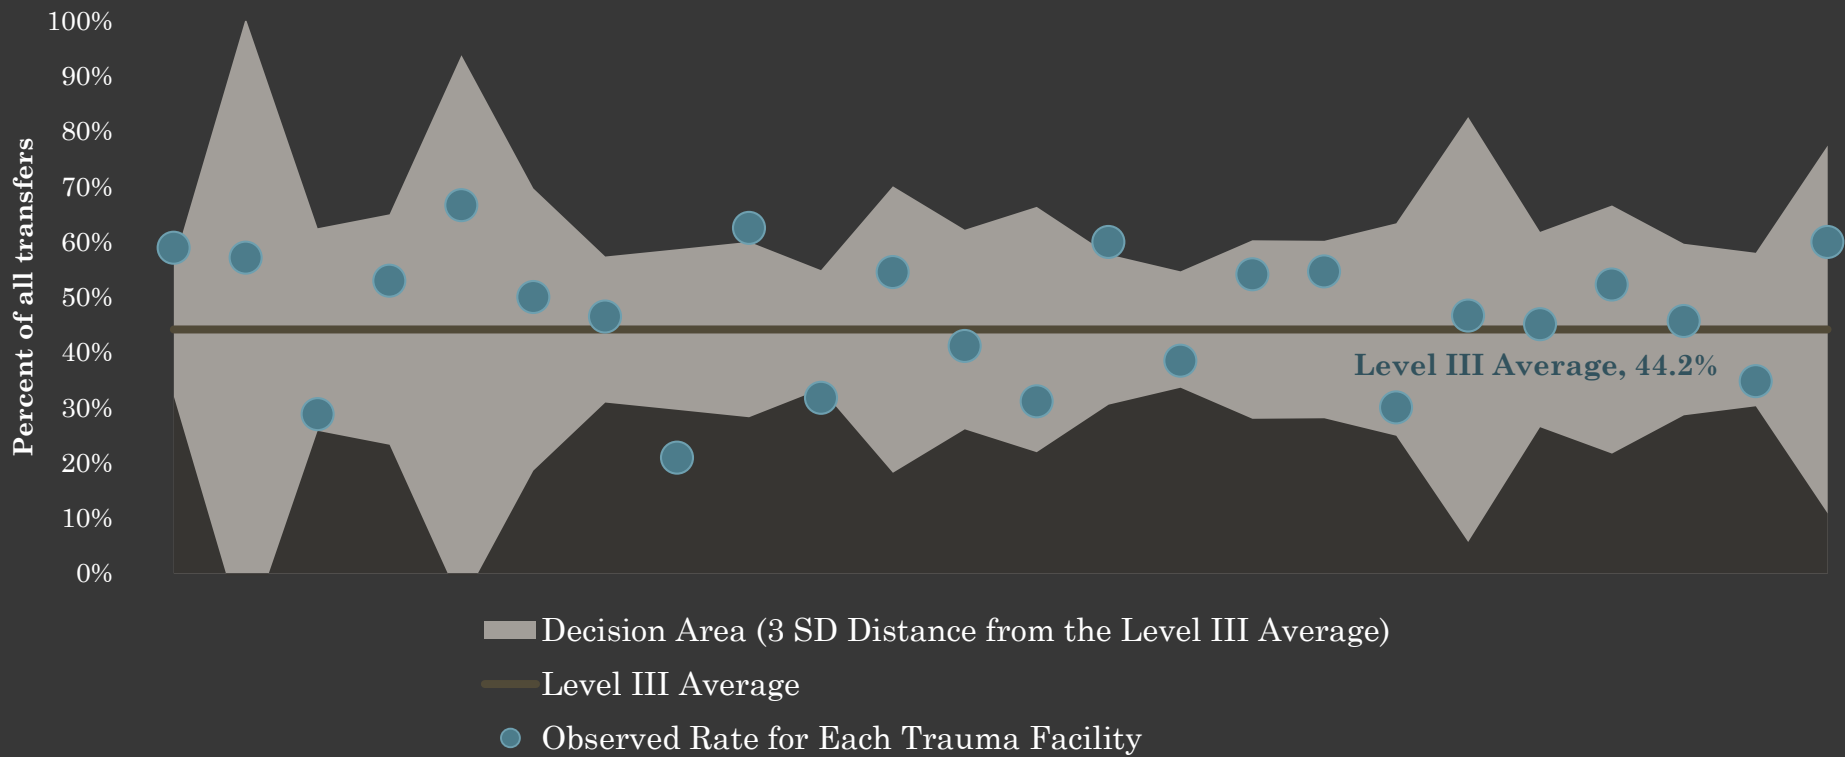 100%
90%
80%
70%
60%
50%
40%
30%
20%
10%
0%
Percent of all transfers
Level III Average, 44.2%
Decision Area (3 SD Distance from the Level III Average)
Level III Average
Observed Rate for Each Trauma Facility